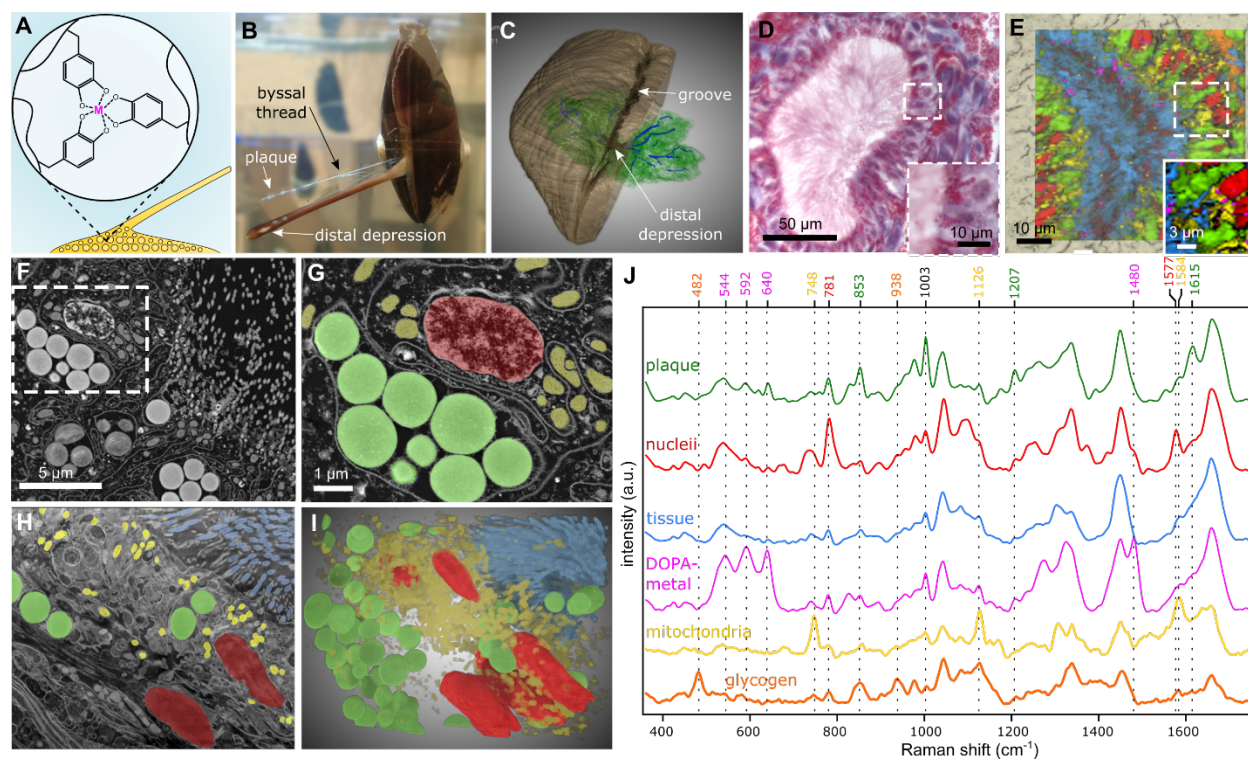 A
M
B
byssal
thread
plaque
distal depression
C
11
groove
distal
depression
D
50 µm
10 µm
E
10 µm
3 µm
F
5 µm
G
1 µm
H
I
J
482
544
592
640
748
781
853
938
1003
1126
1207
1480
1577
1584
1615
plaque
nucleii
tissue
DOPA-
metal
mitochondria
glycogen
intensity (a.u.)
400
600
800
1000
1200
1400
1600
Raman shift (cm⁻¹)